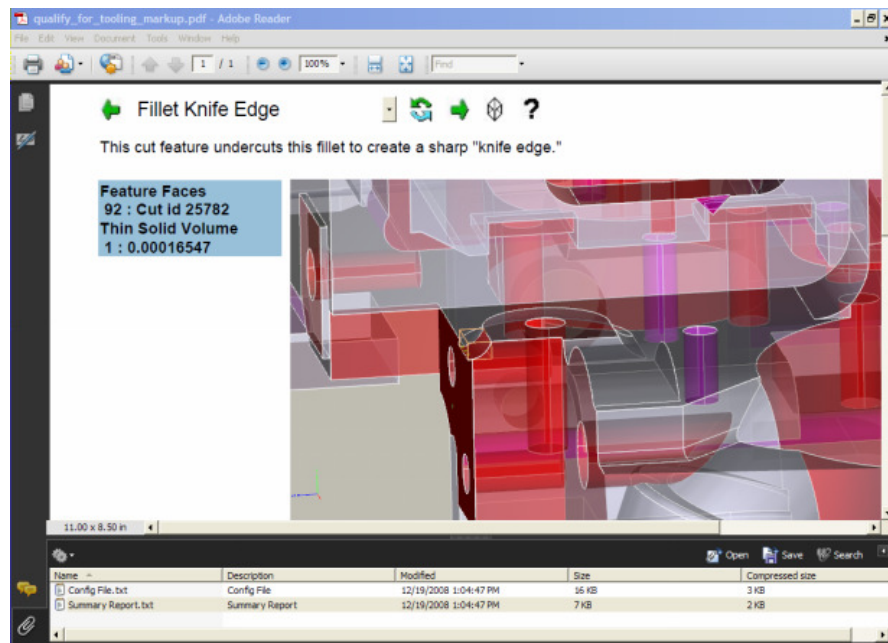 qualify_for_tooling_markup.pdf - Adobe Reader
File Edit View Document Tools Window Help
1 / 1 100% Find
Fillet Knife Edge ?
This cut feature undercuts this fillet to create a sharp "knife edge."
Feature Faces
92 : Cut id 25782
Thin Solid Volume
1 : 0.00016547
11.00 x 8.50 in
Open Save Search
Name Description Modified Size Compressed size
Config File.txt Config File 12/19/2008 1:04:47 PM 16 KB 3 KB
Summary Report.txt Summary Report 12/19/2008 1:04:47 PM 7 KB 2 KB